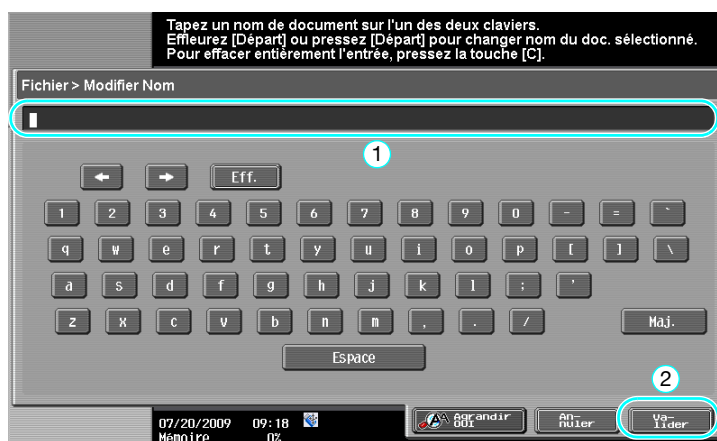 Tapez un nom de document sur l'un des deux claviers.
Effleurez [Départ] ou pressez [Départ] pour changer nom du doc. sélectionné.
Pour effacer entièrement l'entrée, pressez la touche [C].
Fichier > Modifier Nom
1
Eff.
1 2 3 4 5 6 7 8 9 0 - = `
q w e r t y u i o p [ ] \
a s d f g h j k l ; '
z x c v b n m , . / Maj.
Espace
2
Agrandir OUI
An-
nuler
Va-
lider
07/20/2009 09:18
Mémoire 0%